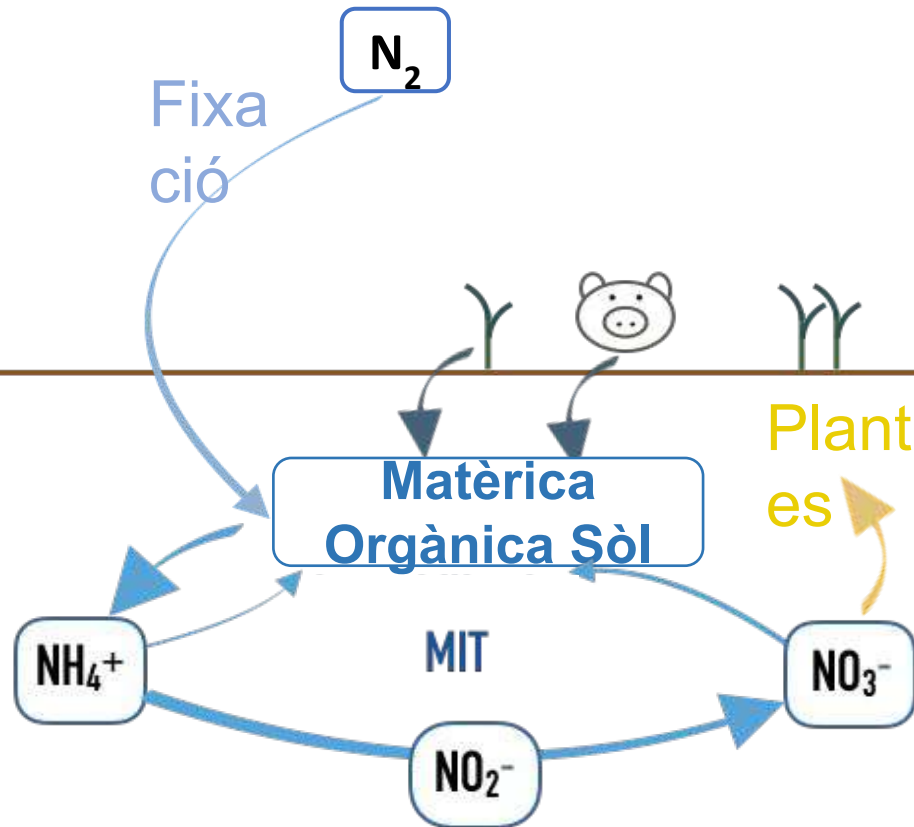 N₂
Fixa
ció
Plant
es
Matèrica
Orgànica Sòl
MIT
NH₄⁺
NO₃⁻
NO₂⁻